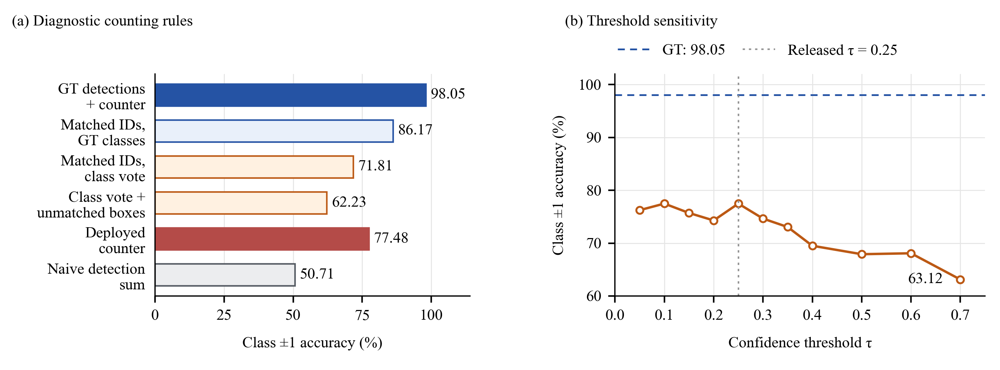 (a) Diagnostic counting rules
GT detections
+ counter
98.05
Matched IDs,
GT classes
86.17
Matched IDs,
class vote
71.81
Class vote +
unmatched boxes
62.23
Deployed
counter
77.48
Naive detection
sum
50.71
0 25 50 75 100
Class ±1 accuracy (%)
(b) Threshold sensitivity
GT: 98.05 Released τ = 0.25
Class ±1 accuracy (%)
100
90
80
70
60
63.12
0.0 0.1 0.2 0.3 0.4 0.5 0.6 0.7
Confidence threshold τ